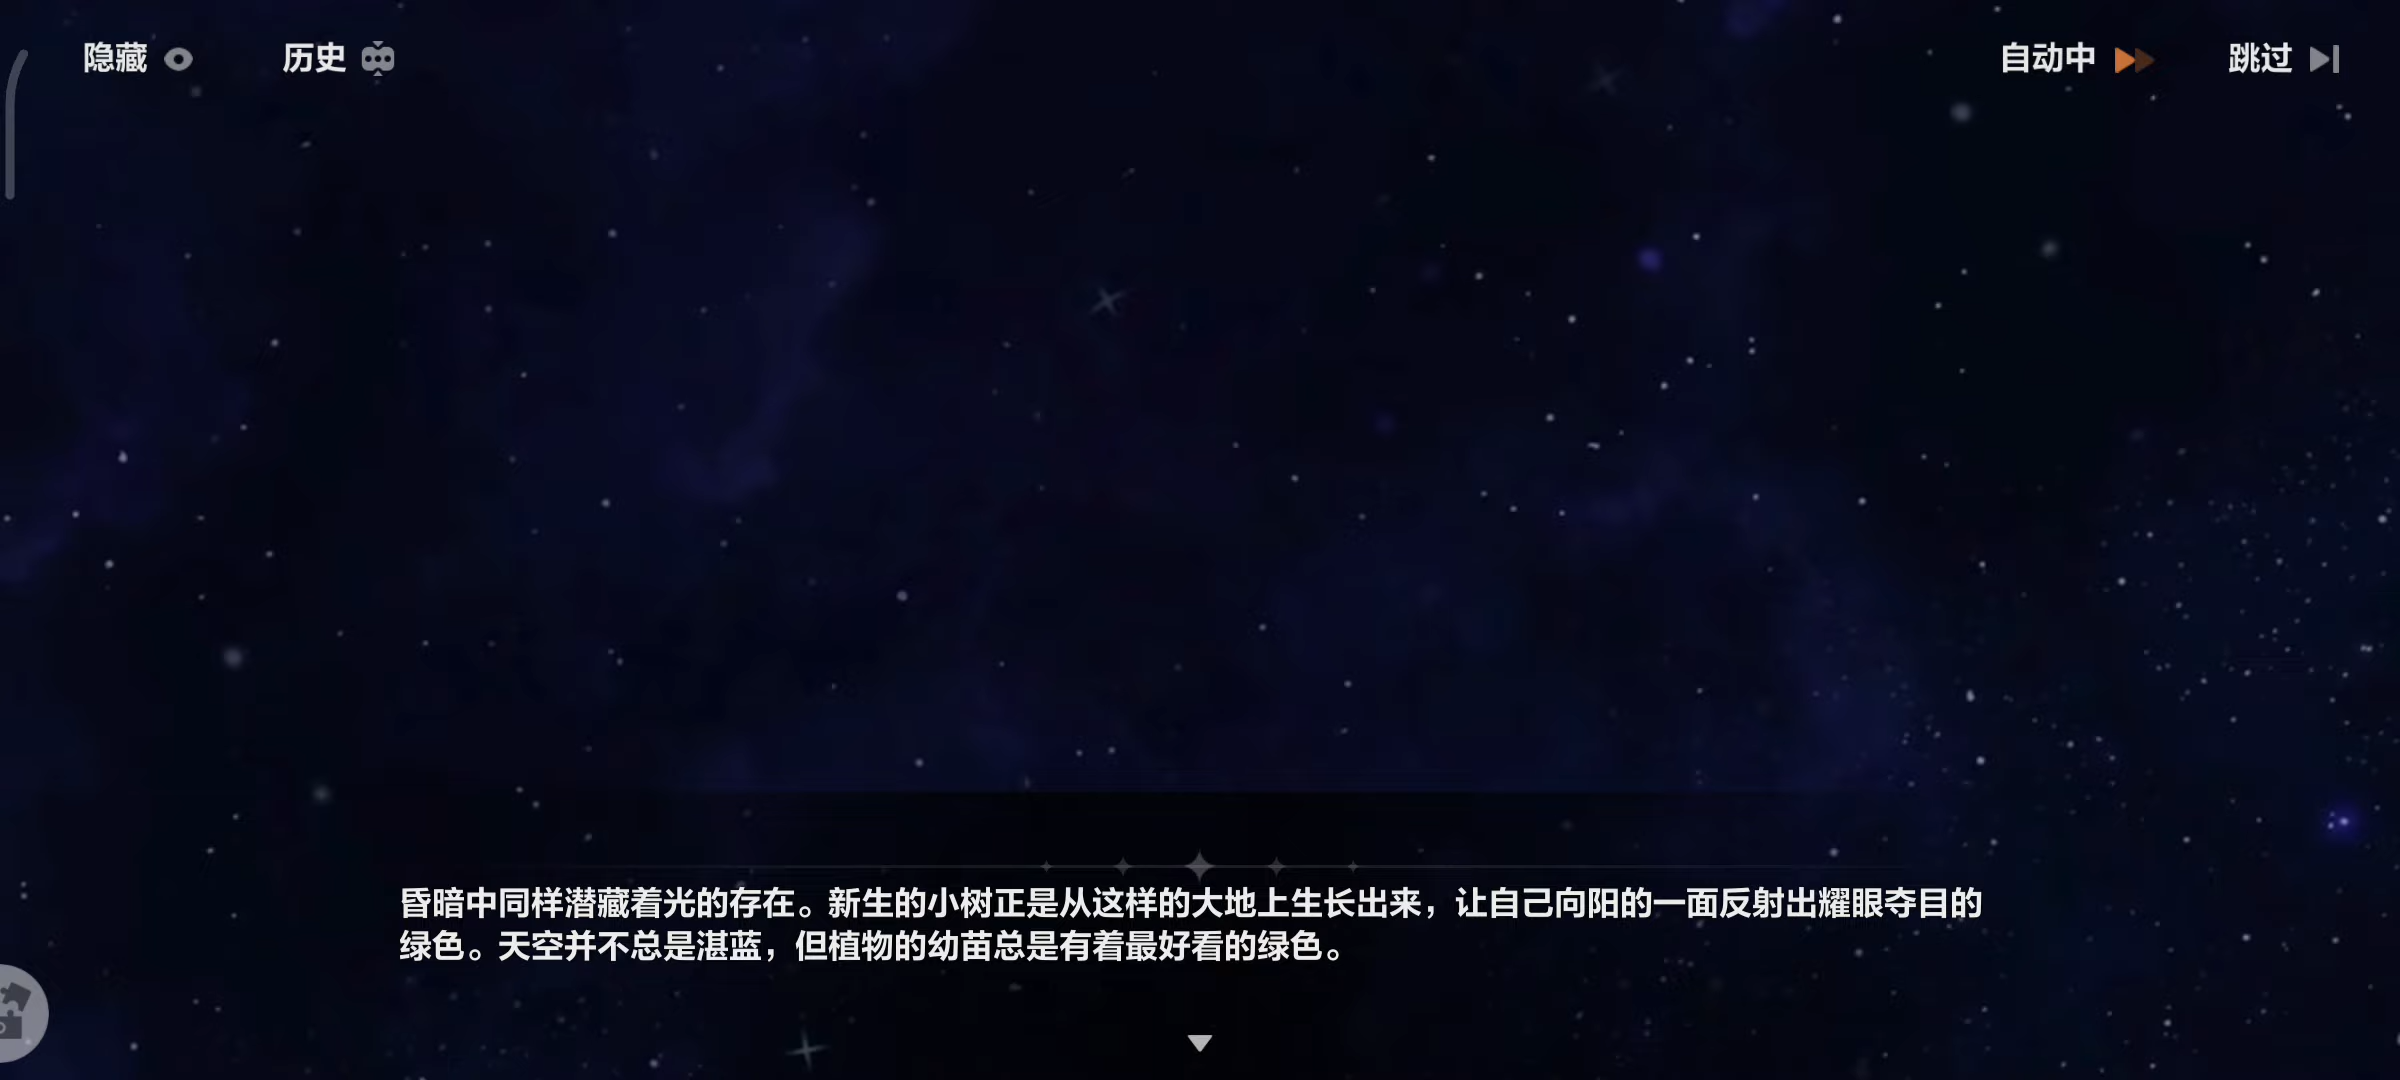 隐藏 历史 自动中 跳过
昏暗中同样潜藏着光的存在。新生的小树正是从这样的大地上生长出来，让自己向阳的一面反射出耀眼夺目的
绿色。天空并不总是湛蓝，但植物的幼苗总是有着最好看的绿色。